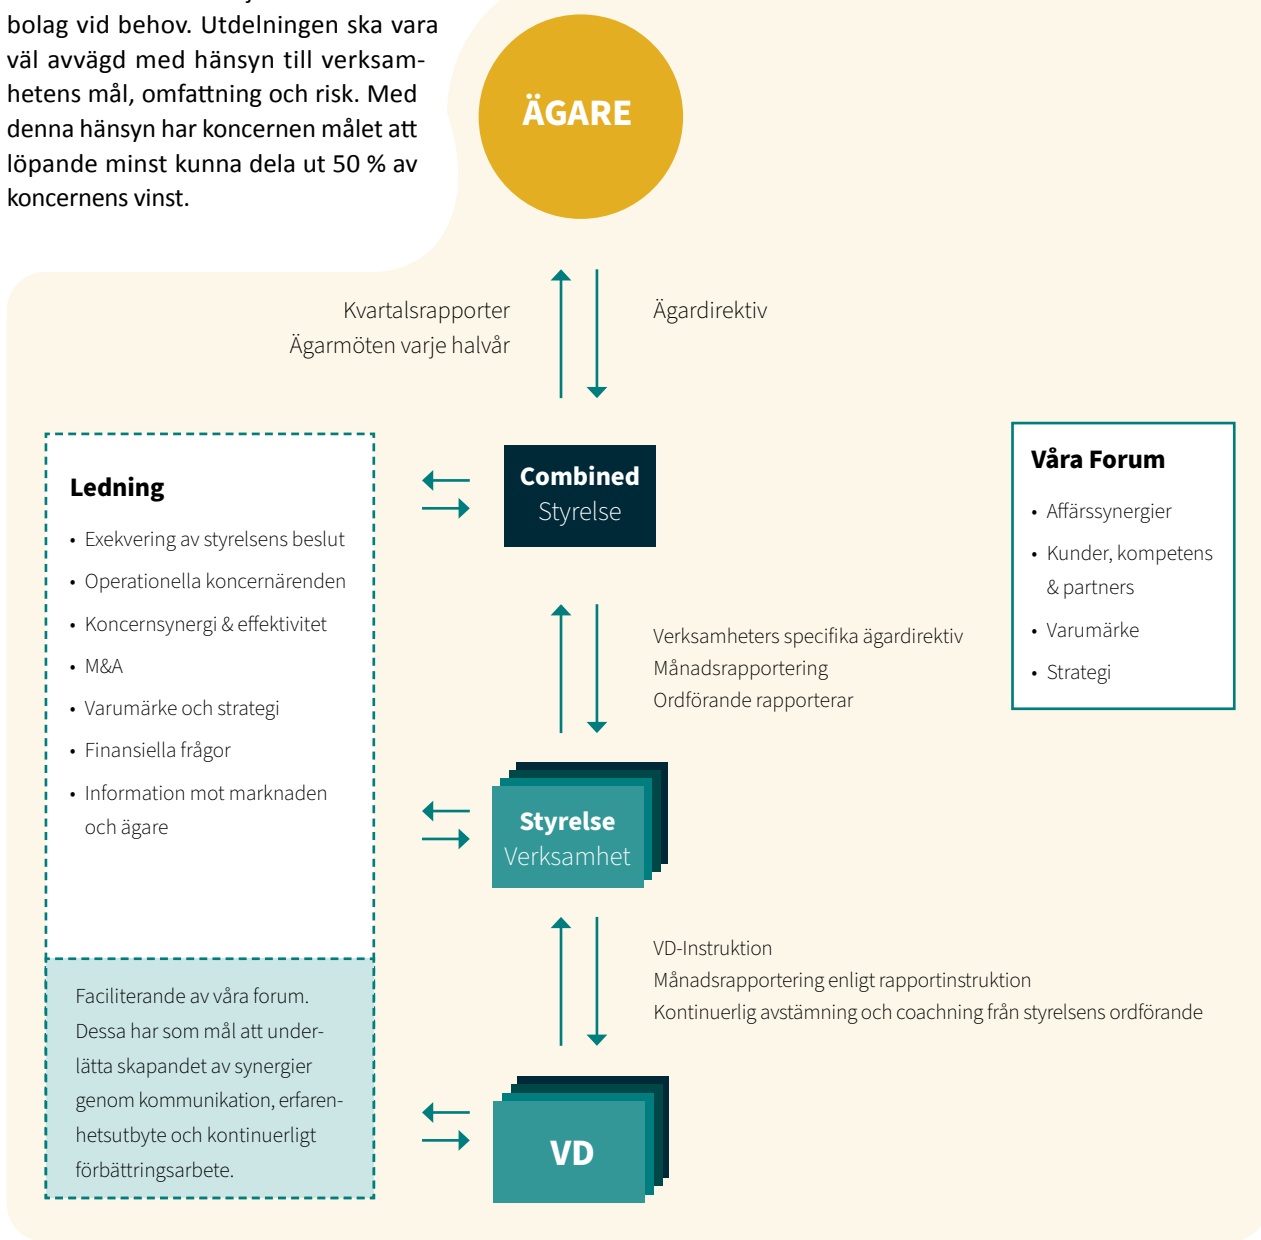 bolag vid behov. Utdelningen ska vara
väl avvägd med hänsyn till verksam-
hetens mål, omfattning och risk. Med
denna hänsyn har koncernen målet att
löpande minst kunna dela ut 50 % av
koncernens vinst.
ÄGARE
Kvartalsrapporter
Ägarmöten varje halvår
Ägardirektiv
Ledning
• Exekvering av styrelsens beslut
• Operationella koncernärenden
• Koncernsynergi & effektivitet
• M&A
• Varumärke och strategi
• Finansiella frågor
• Information mot marknaden
och ägare
Faciliterande av våra forum.
Dessa har som mål att under-
lätta skapandet av synergier
genom kommunikation, erfaren-
hetsutbyte och kontinuerligt
förbättringsarbete.
Combined
Styrelse
Verksamheters specifika ägardirektiv
Månadsrapportering
Ordförande rapporterar
Styrelse
Verksamhet
VD-Instruktion
Månadsrapportering enligt rapportinstruktion
Kontinuerlig avstämning och coachning från styrelsens ordförande
VD
Våra Forum
• Affärssynergier
• Kunder, kompetens
& partners
• Varumärke
• Strategi